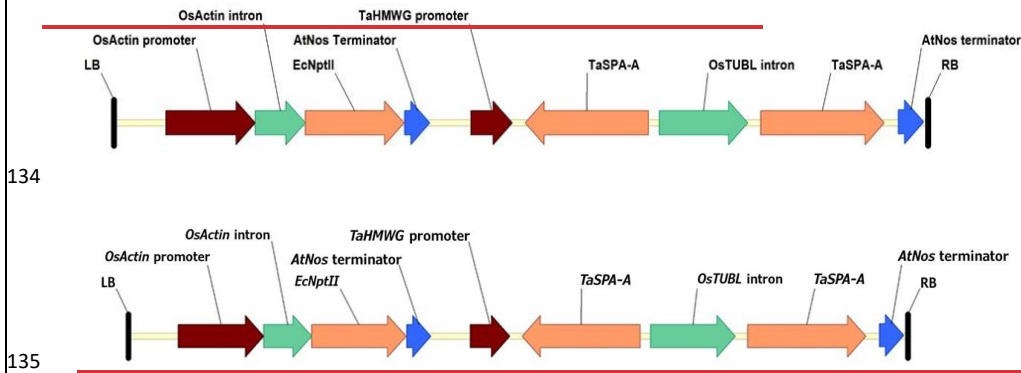 OsActin intron TaHMWG promoter
OsActin promoter AtNos Terminator AtNos terminator
LB EcNptII TaSPA-A OsTUBL intron TaSPA-A RB
134
OsActin intron TaHMWG promoter
OsActin promoter AtNos terminator AtNos terminator
LB EcNptII TaSPA-A OsTUBL intron TaSPA-A RB
135